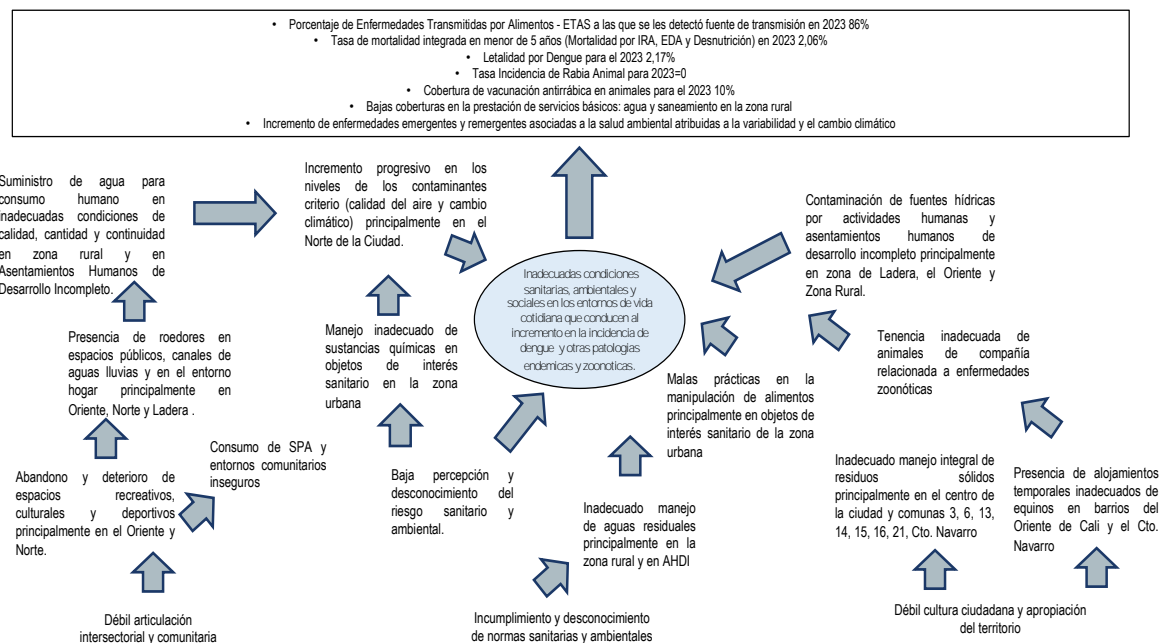 • Porcentaje de Enfermedades Transmitidas por Alimentos - ETAS a las que se les detectó fuente de transmisión en 2023 86%
• Tasa de mortalidad integrada en menor de 5 años (Mortalidad por IRA, EDA y Desnutrición) en 2023 2,06%
• Letalidad por Dengue para el 2023 2,17%
• Tasa Incidencia de Rabia Animal para 2023=0
• Cobertura de vacunación antirrábica en animales para el 2023 10%
• Bajas coberturas en la prestación de servicios básicos: agua y saneamiento en la zona rural
• Incremento de enfermedades emergentes y remergentes asociadas a la salud ambiental atribuidas a la variabilidad y el cambio climático
Suministro de agua para
consumo humano en
inadecuadas condiciones de
calidad, cantidad y continuidad
en zona rural y en
Asentamientos Humanos de
Desarrollo Incompleto.
Incremento progresivo en los
niveles de los contaminantes
criterio (calidad del aire y cambio
climático) principalmente en el
Norte de la Ciudad.
Contaminación de fuentes hídricas
por actividades humanas y
asentamientos humanos de
desarrollo incompleto principalmente
en zona de Ladera, el Oriente y
Zona Rural.
Inadecuadas condiciones
sanitarias, ambientales y
sociales en los entornos de vida
cotidiana que conducen al
incremento en la incidencia de
dengue y otras patologías
endemicas y zoonoticas.
Presencia de roedores en
espacios públicos, canales de
aguas lluvias y en el entorno
hogar principalmente en
Oriente, Norte y Ladera .
Manejo inadecuado de
sustancias químicas en
objetos de interés
sanitario en la zona
urbana
Malas prácticas en la
manipulación de alimentos
principalmente en objetos de
interés sanitario de la zona
urbana
Tenencia inadecuada de
animales de compañía
relacionada a enfermedades
zoonóticas
Abandono y deterioro de
espacios recreativos,
culturales y deportivos
principalmente en el Oriente y
Norte.
Consumo de SPA y
entornos comunitarios
inseguros
Baja percepción y
desconocimiento del
riesgo sanitario y
ambiental.
Inadecuado manejo
de aguas residuales
principalmente en la
zona rural y en AHDI
Inadecuado manejo integral de
residuos sólidos
principalmente en el centro de
la ciudad y comunas 3, 6, 13,
14, 15, 16, 21, Cto. Navarro
Presencia de alojamientos
temporales inadecuados de
equinos en barrios del
Oriente de Cali y el Cto.
Navarro
Débil articulación
intersectorial y comunitaria
Incumplimiento y desconocimiento
de normas sanitarias y ambientales
Débil cultura ciudadana y apropiación
del territorio